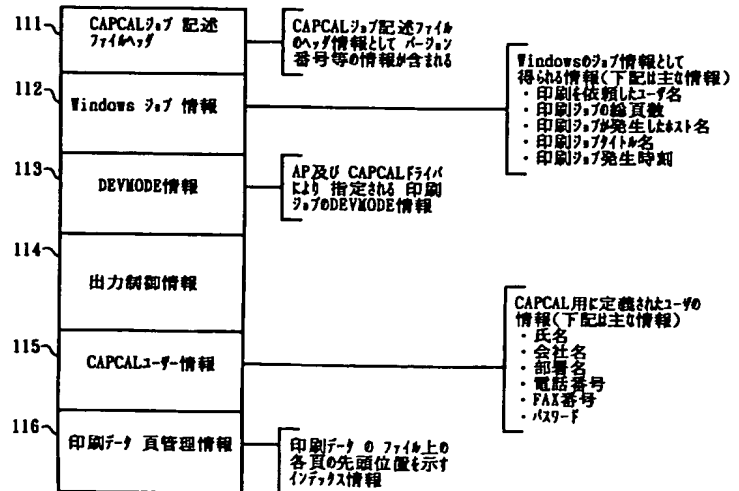 111
CAPCALｼﾞｮﾌﾞ 記述
ﾌｧｲﾙﾍｯﾀﾞ
CAPCALｼﾞｮﾌﾞ記述ﾌｧｲﾙ
のﾍｯﾀﾞ情報として ﾊﾞｰｼﾞｮﾝ
番号等の情報が含まれる
112
Windows ｼﾞｮﾌﾞ 情報
Windowsのｼﾞｮﾌﾞ情報として
得られる情報(下記は主な情報)
・印刷を依頼したﾕｰｻﾞ名
・印刷ｼﾞｮﾌﾞの総頁数
・印刷ｼﾞｮﾌﾞが発生したﾎｽﾄ名
・印刷ｼﾞｮﾌﾞﾀｲﾄﾙ名
・印刷ｼﾞｮﾌﾞ発生時刻
113
DEVMODE情報
AP及び CAPCALﾄﾞﾗｲﾊﾞ
により 指定される 印刷
ｼﾞｮﾌﾞのDEVMODE情報
114
出力制御情報
115
CAPCALﾕｰｻﾞｰ情報
CAPCAL用に定義されたﾕｰｻﾞの
情報(下記は主な情報)
・氏名
・会社名
・部署名
・電話番号
・FAX番号
・ﾊﾟｽﾜｰﾄﾞ
116
印刷ﾃﾞｰﾀ 頁管理情報
印刷ﾃﾞｰﾀ の ﾌｧｲﾙ上の
各頁の先頭位置を示す
ｲﾝﾃﾞｯｸｽ情報